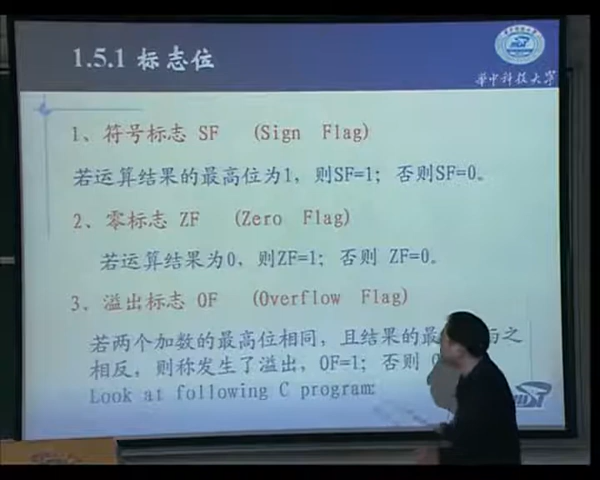 1.5.1 标志位
华中科技大学
1、符号标志 SF (Sign Flag)
若运算结果的最高位为1, 则SF=1; 否则SF=0。
2、零标志 ZF (Zero Flag)
若运算结果为0, 则ZF=1; 否则 ZF=0。
3、溢出标志 OF (Overflow Flag)
若两个加数的最高位相同, 且结果的最 与之
相反, 则称发生了溢出, OF=1; 否则
Look at following C program: